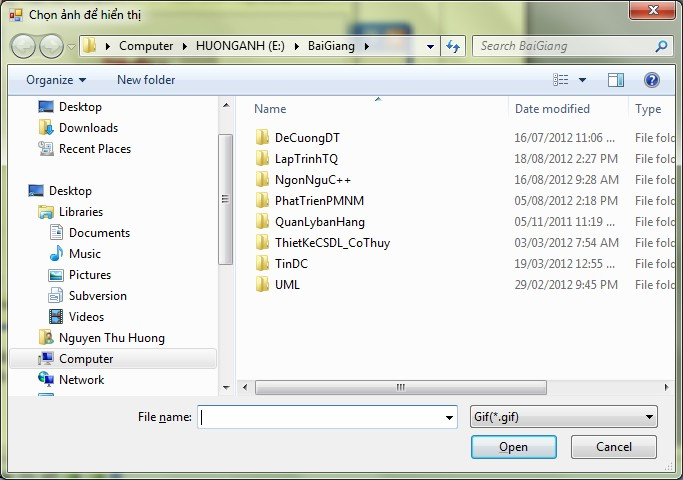 Chọn ảnh để hiển thị
Computer HUONGANH (E:) BaiGiang Search BaiGiang
Organize New folder
Desktop
Downloads
Recent Places
Desktop
Libraries
Documents
Music
Pictures
Subversion
Videos
Nguyen Thu Huong
Computer
Network
Name Date modified Type
DeCuongDT 16/07/2012 11:06 ... File fold
LapTrinhTQ 18/08/2012 2:27 PM File fold
NgonNguC++ 16/08/2012 9:28 AM File fold
PhatTrienPMNM 05/08/2012 2:18 PM File fold
QuanLybanHang 05/11/2011 11:19 ... File fold
ThietKeCSDL_CoThuy 03/03/2012 7:54 AM File fold
TinDC 19/03/2012 12:55 ... File fold
UML 29/02/2012 9:45 PM File fold
File name: Gif(*.gif)
Open Cancel